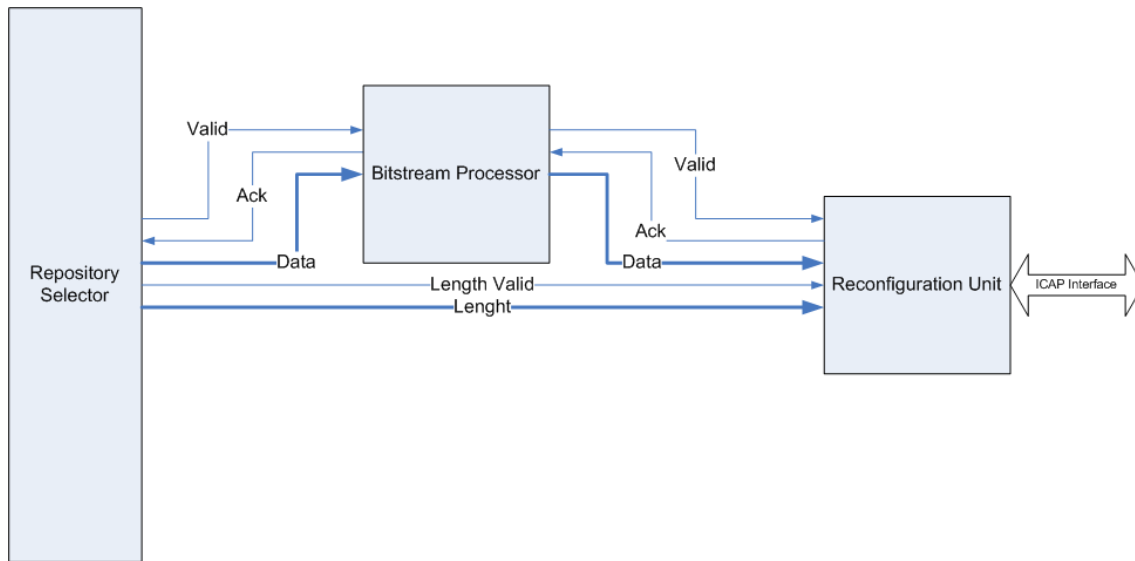 Valid
Bitstream Processor
Valid
Ack
Ack
Data
Data
Repository
Selector
Length Valid
Reconfiguration Unit
ICAP Interface
Lenght